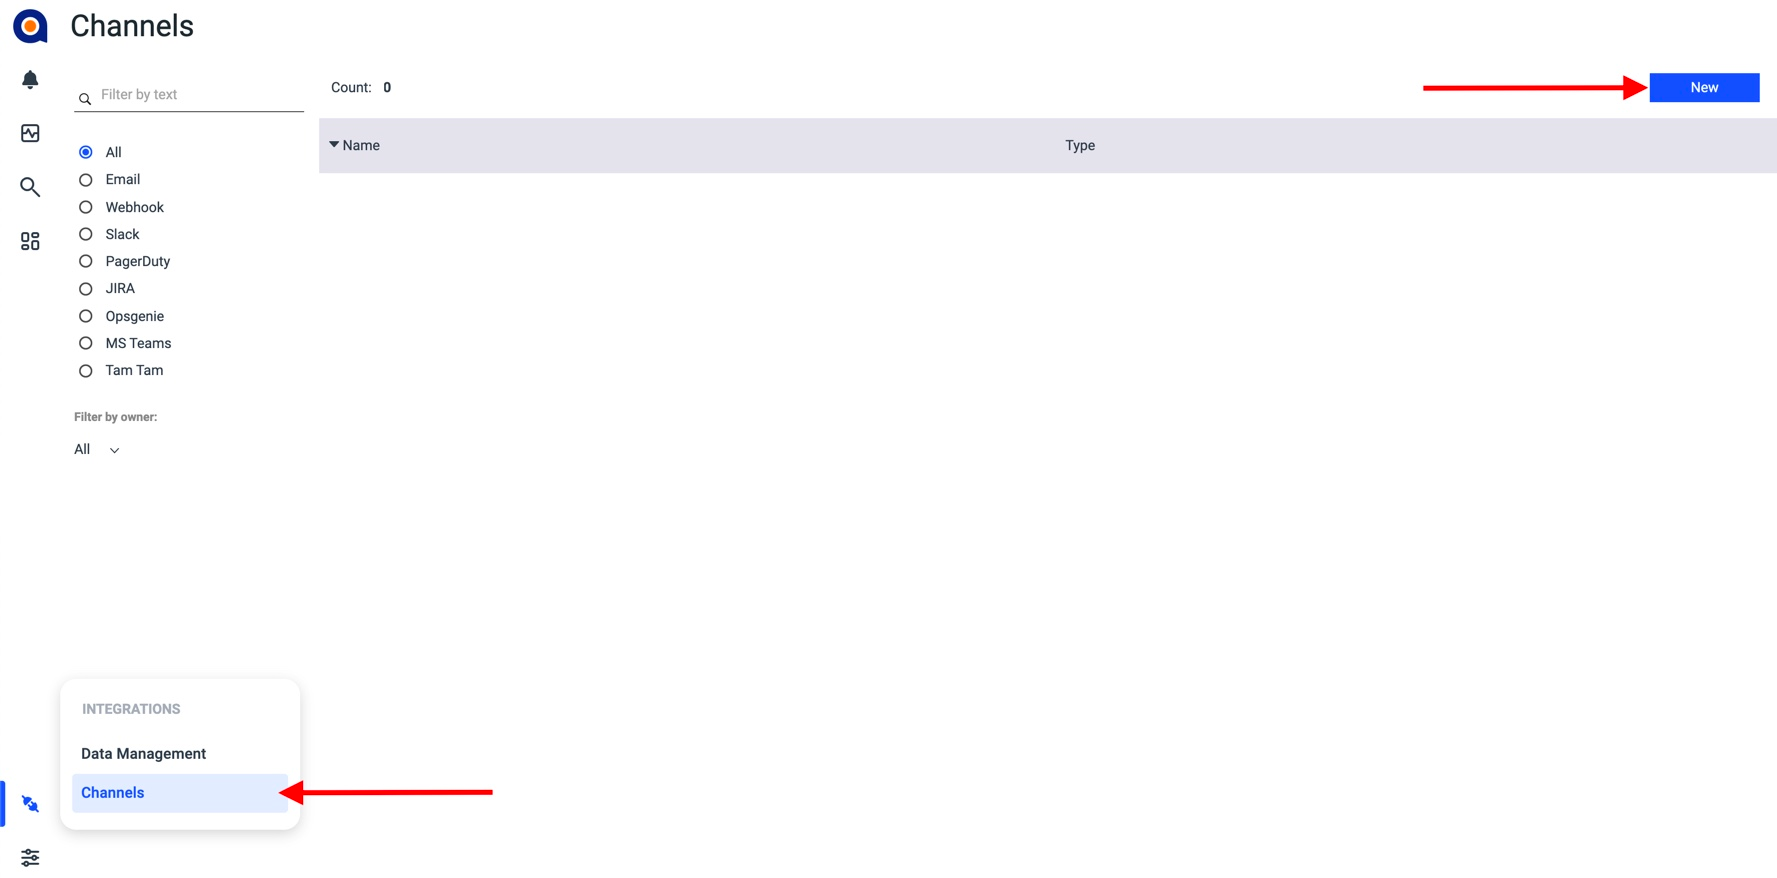 Channels
Filter by text
All
Email
Webhook
Slack
PagerDuty
JIRA
Opsgenie
MS Teams
Tam Tam
Filter by owner:
All
Count: 0
New
Name Type
INTEGRATIONS
Data Management
Channels